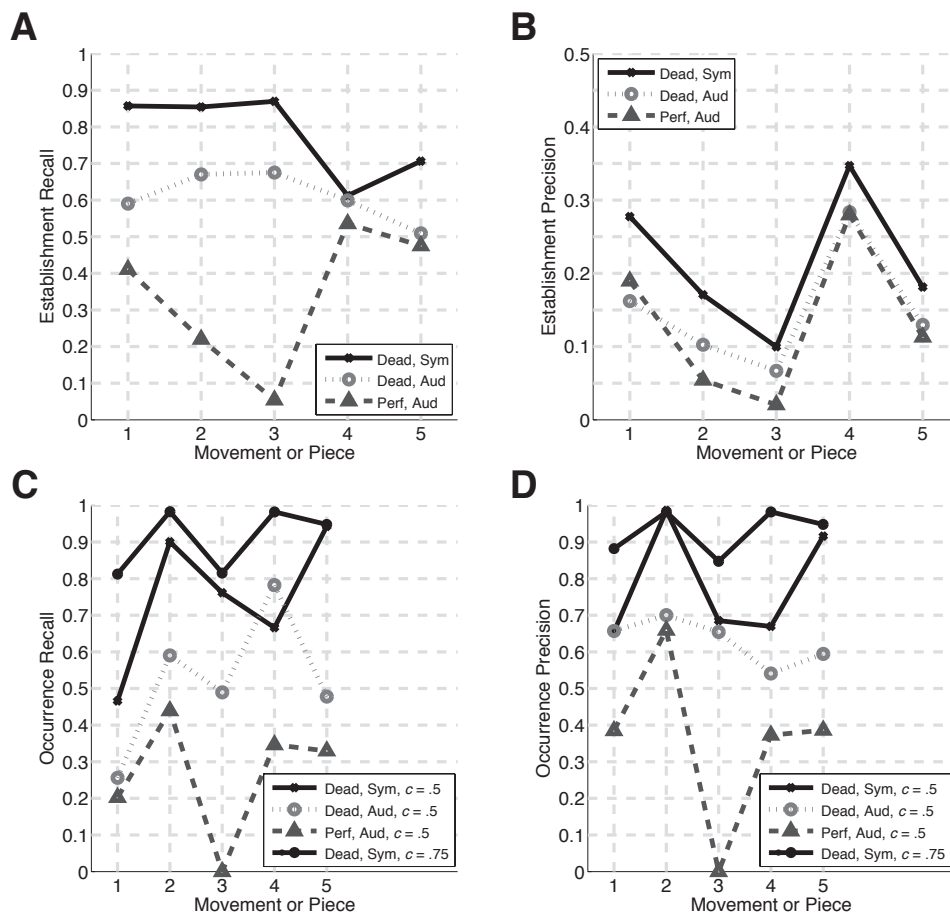 A
1
0.9
0.8
0.7
0.6
0.5
0.4
0.3
0.2
0.1
0
Establishment Recall
Dead, Sym
Dead, Aud
Perf, Aud
1 2 3 4 5
Movement or Piece
B
0.5
0.4
0.3
0.2
0.1
0
Establishment Precision
Dead, Sym
Dead, Aud
Perf, Aud
1 2 3 4 5
Movement or Piece
C
1
0.9
0.8
0.7
0.6
0.5
0.4
0.3
0.2
0.1
0
Occurrence Recall
Dead, Sym, c = .5
Dead, Aud, c = .5
Perf, Aud, c = .5
Dead, Sym, c = .75
1 2 3 4 5
Movement or Piece
D
1
0.9
0.8
0.7
0.6
0.5
0.4
0.3
0.2
0.1
0
Occurrence Precision
Dead, Sym, c = .5
Dead, Aud, c = .5
Perf, Aud, c = .5
Dead, Sym, c = .75
1 2 3 4 5
Movement or Piece